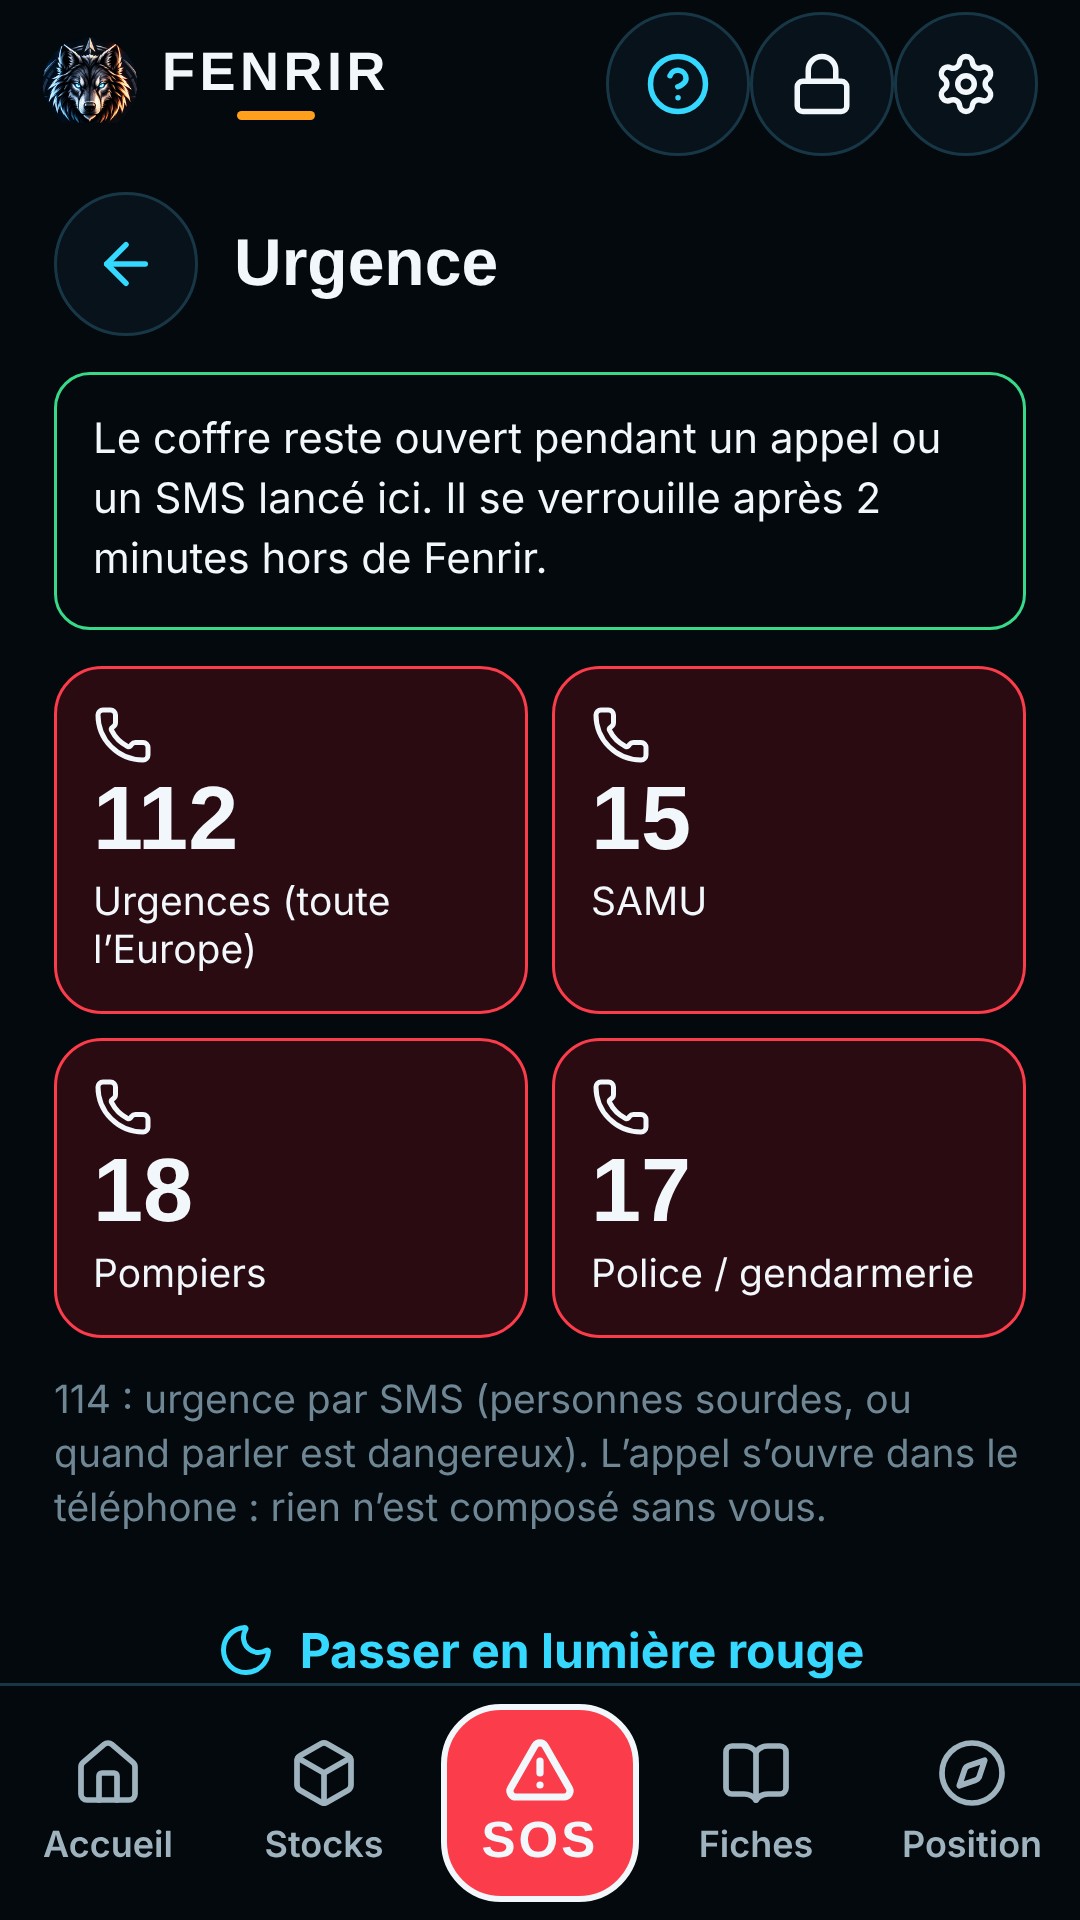 FENRIR
Urgence
Le coffre reste ouvert pendant un appel ou
un SMS lancé ici. Il se verrouille après 2
minutes hors de Fenrir.
112
Urgences (toute
l’Europe)
15
SAMU
18
Pompiers
17
Police / gendarmerie
114 : urgence par SMS (personnes sourdes, ou
quand parler est dangereux). L’appel s’ouvre dans le
téléphone : rien n’est composé sans vous.
Passer en lumière rouge
Accueil
Stocks
SOS
Fiches
Position